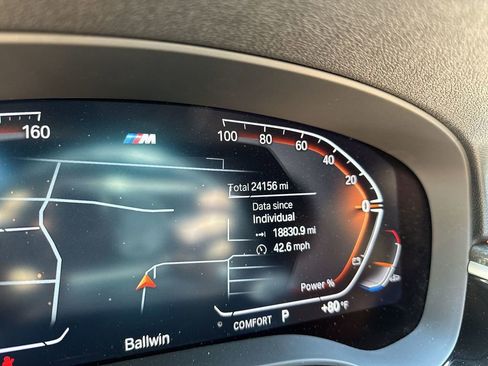 160
M
100
80
60
40
20
0
Total 24156 mi
Data since
Individual
18830.9 mi
42.6 mph
Power %
+80°F
COMFORT P
Ballwin